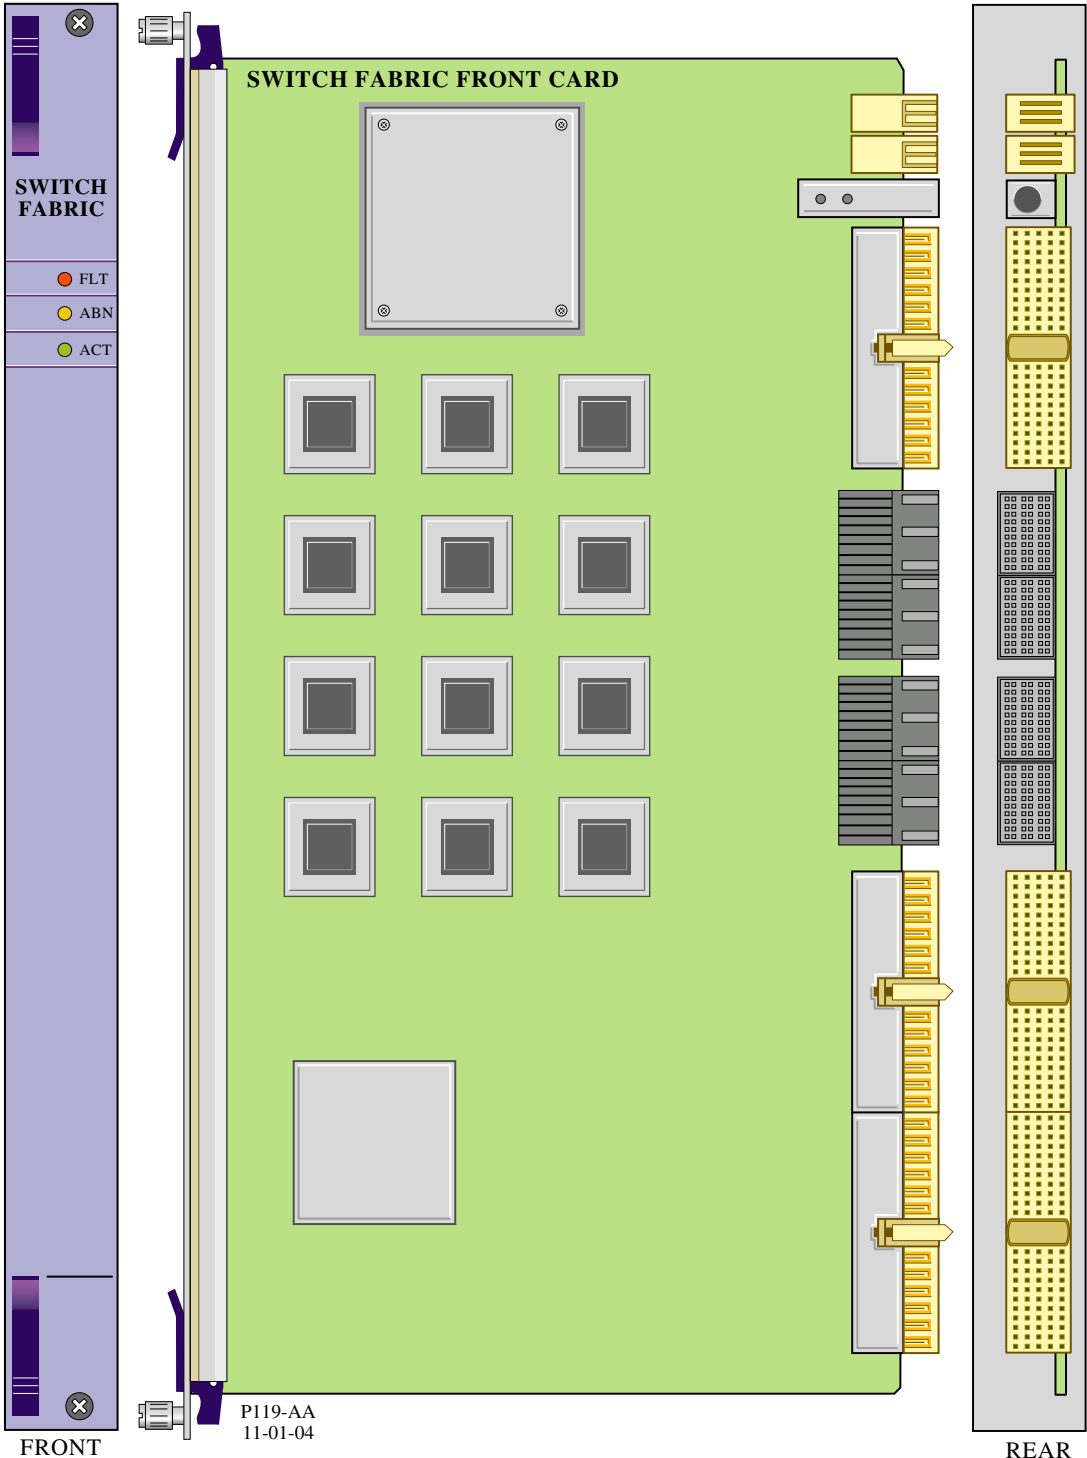 SWITCH FABRIC FRONT CARD
SWITCH
FABRIC
FLT
ABN
ACT
P119-AA
11-01-04
FRONT
REAR